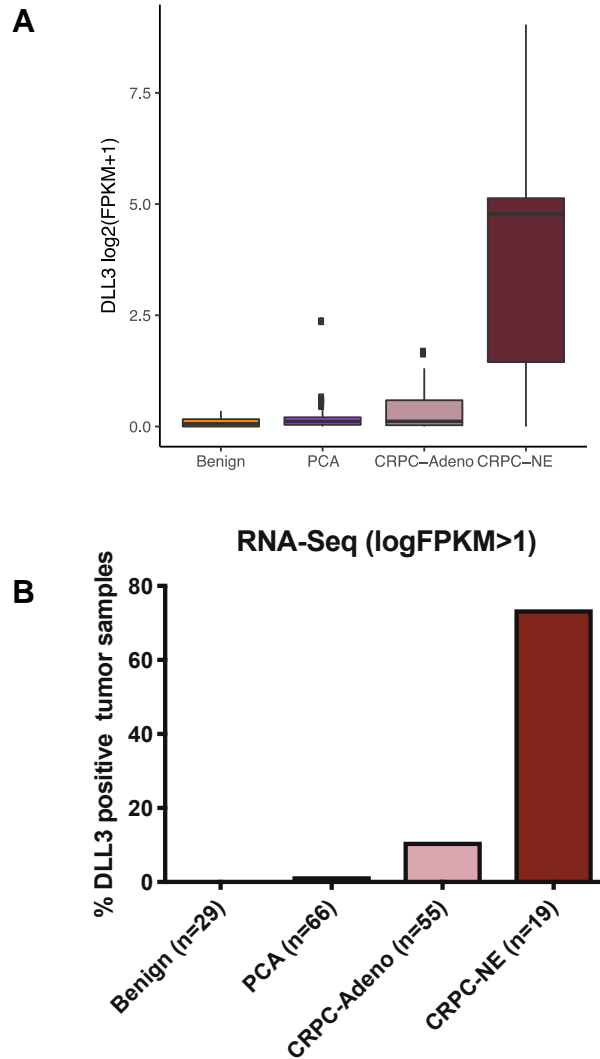 A
DLL3 log2(FPKM+1)
7.5
5.0
2.5
0.0
Benign
PCA
CRPC–Adeno
CRPC–NE
B
RNA-Seq (logFPKM>1)
% DLL3 positive tumor samples
80
60
40
20
0
Benign (n=29)
PCA (n=66)
CRPC-Adeno (n=55)
CRPC-NE (n=19)